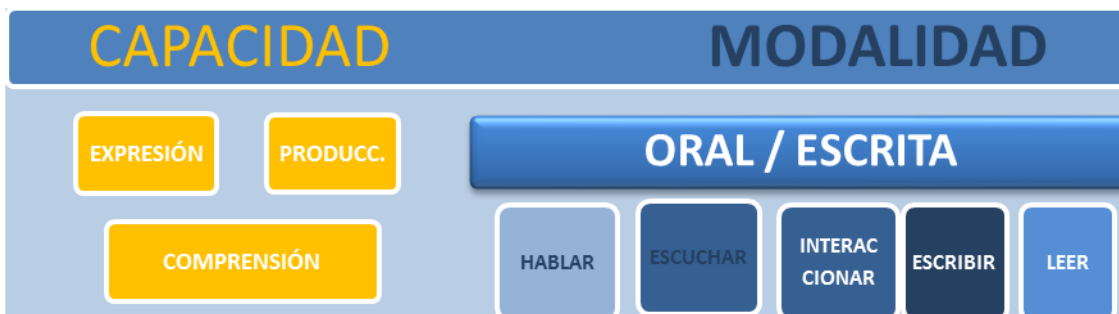 CAPACIDAD
MODALIDAD
EXPRESIÓN
PRODUCC.
COMPRENSIÓN
ORAL / ESCRITA
HABLAR
ESCUCHAR
INTERAC
CIONAR
ESCRIBIR
LEER